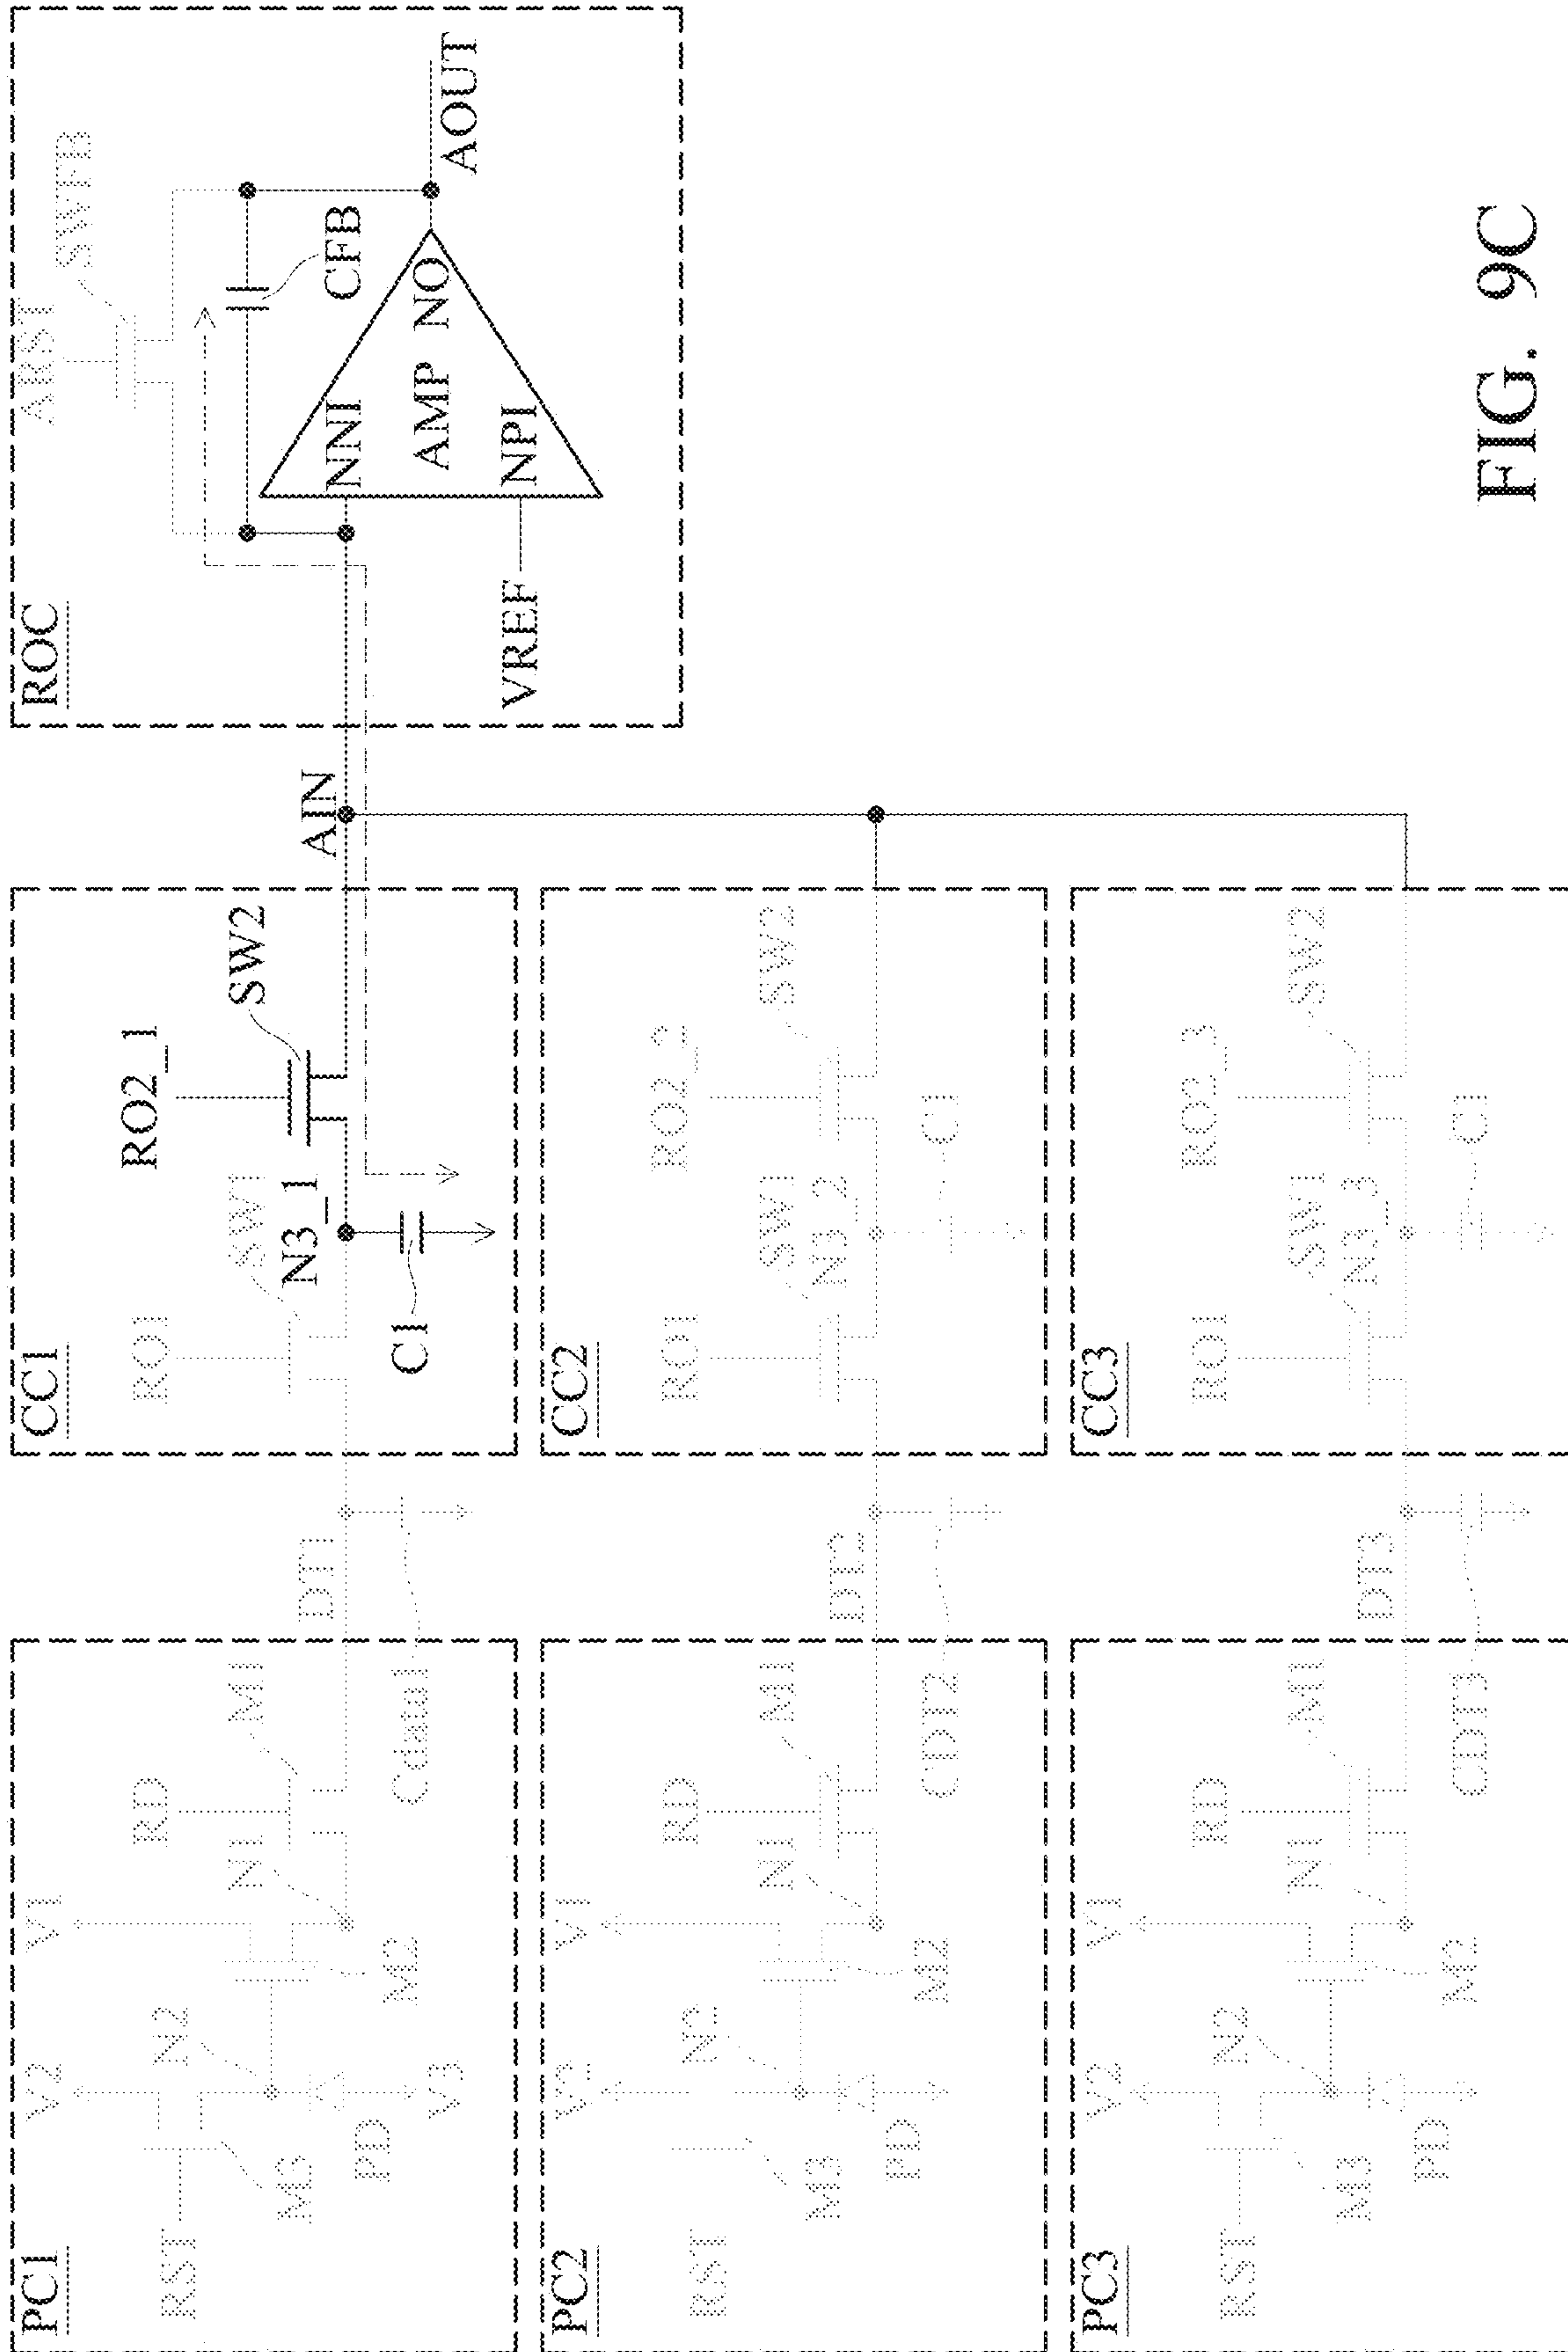 PC1
RST
M3
V2
N2
PD
V3
V1
M2
N1
RD
M1
DT1
Cdata1
CC1
RO1
SW1
N3_1
C1
RO2_1
SW2
AIN
ROC
ARST
SWFB
CFB
NNI
AMP
NO
NPI
VREF
AOUT
PC2
RST
M3
V2
N2
PD
V1
M2
N1
RD
M1
DT2
CDT2
CC2
RO1
SW1
N3_2
C1
RO2_2
SW2
PC3
RST
M3
V2
N2
PD
V1
M2
N1
RD
M1
DT3
CDT3
CC3
RO1
SW1
N3_3
C1
RO2_3
SW2
FIG. 9C